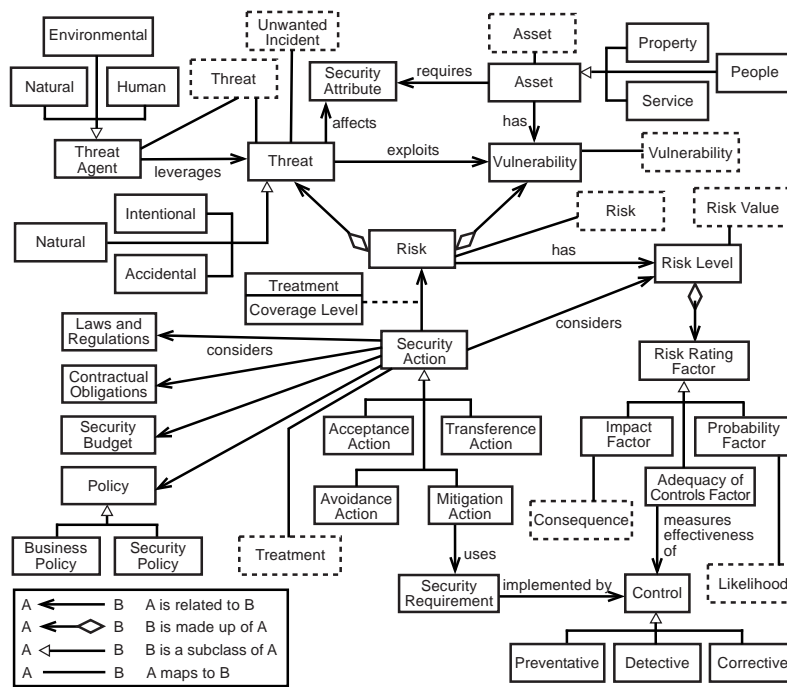 Environmental
Unwanted
Incident
Asset
Property
Natural
Human
Threat
Security
Attribute
requires
Asset
People
Service
affects
has
Threat
Agent
leverages
Threat
exploits
Vulnerability
Vulnerability
Intentional
Natural
Accidental
Risk
Risk
Risk Value
has
Risk Level
Treatment
Coverage Level
Laws and
Regulations
considers
Security
Action
considers
Contractual
Obligations
Risk Rating
Factor
Security
Budget
Acceptance
Action
Transference
Action
Impact
Factor
Probability
Factor
Policy
Avoidance
Action
Mitigation
Action
Adequacy of
Controls Factor
Business
Policy
Security
Policy
Treatment
Consequence
measures
effectiveness
of
uses
Security
Requirement
implemented by
Control
Likelihood
Preventative
Detective
Corrective
A B A is related to B
A B B is made up of A
A B B is a subclass of A
A B A maps to B